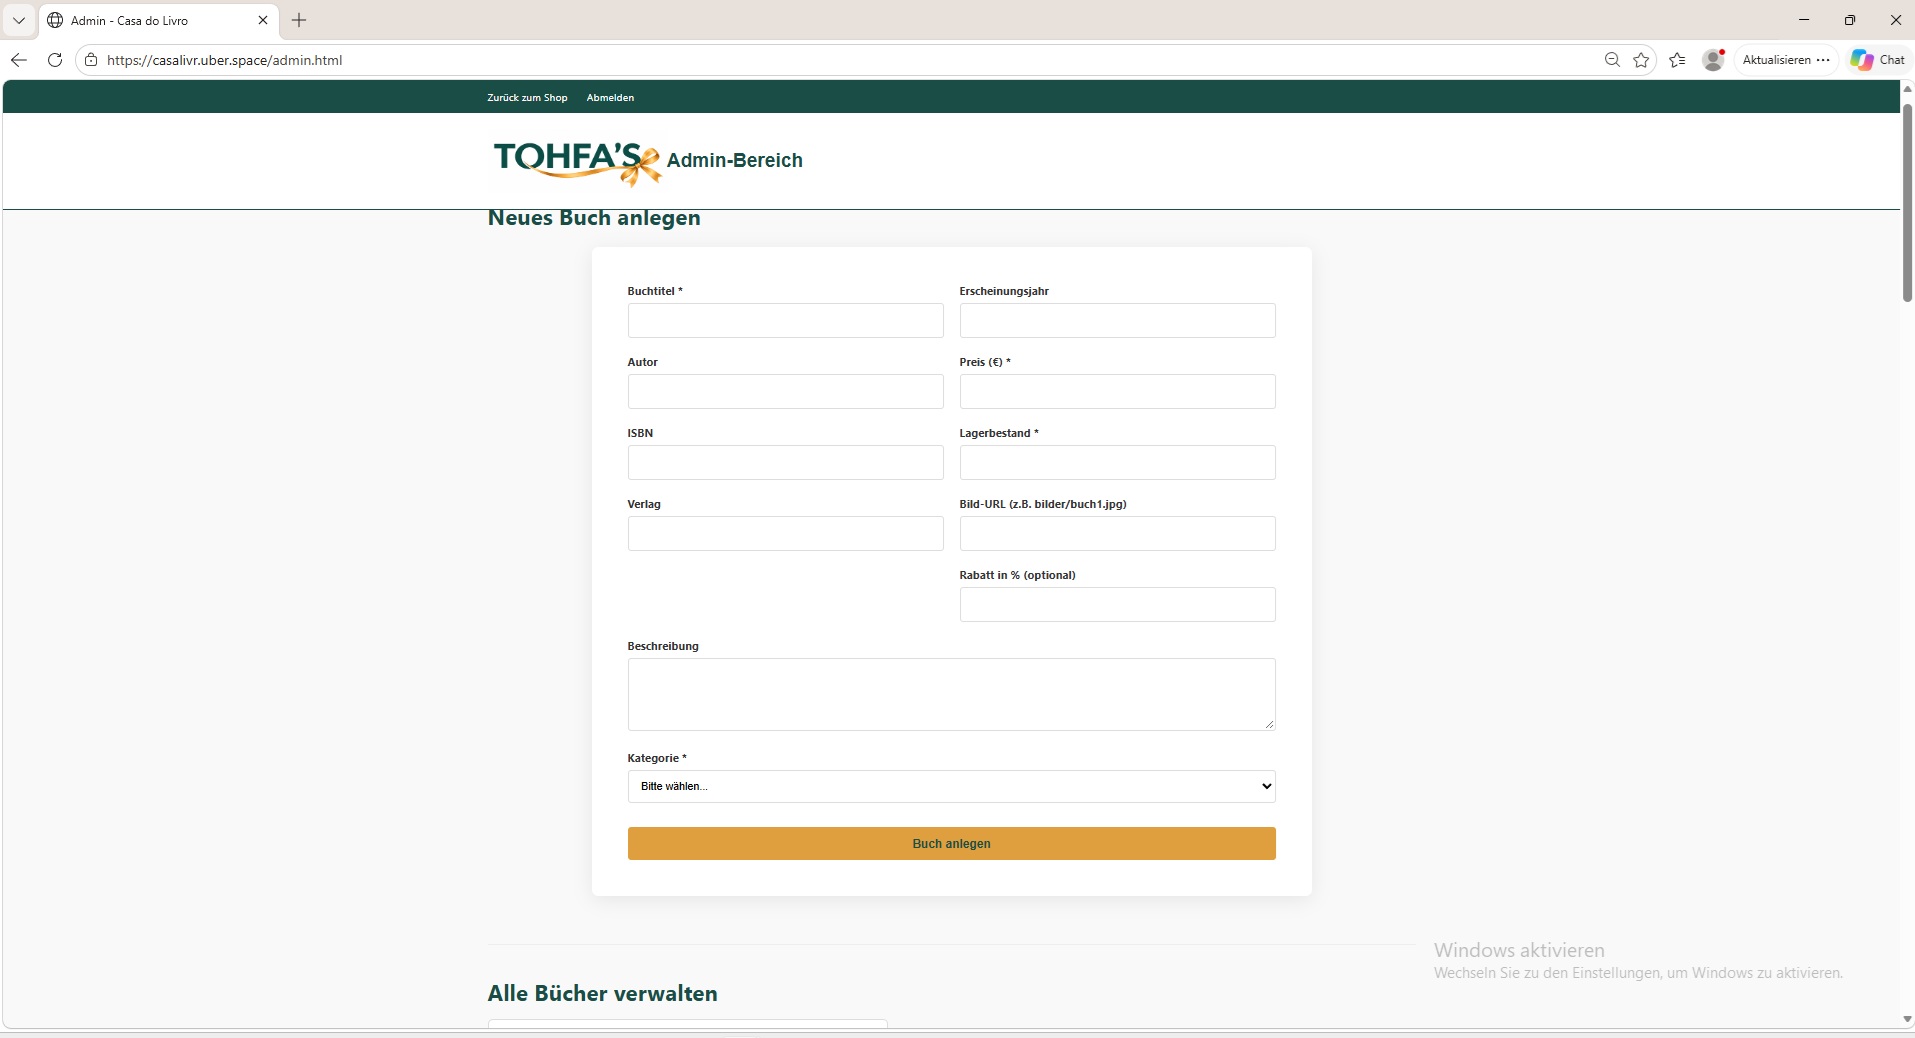 Admin - Casa do Livro
https://casalivr.uber.space/admin.html
Aktualisieren
Chat
Zurück zum Shop Abmelden
TOHFA'S Admin-Bereich
Neues Buch anlegen
Buchtitel * Erscheinungsjahr
Autor Preis (€) *
ISBN Lagerbestand *
Verlag Bild-URL (z.B. bilder/buch1.jpg)
Rabatt in % (optional)
Beschreibung
Kategorie *
Bitte wählen...
Buch anlegen
Alle Bücher verwalten
Windows aktivieren
Wechseln Sie zu den Einstellungen, um Windows zu aktivieren.